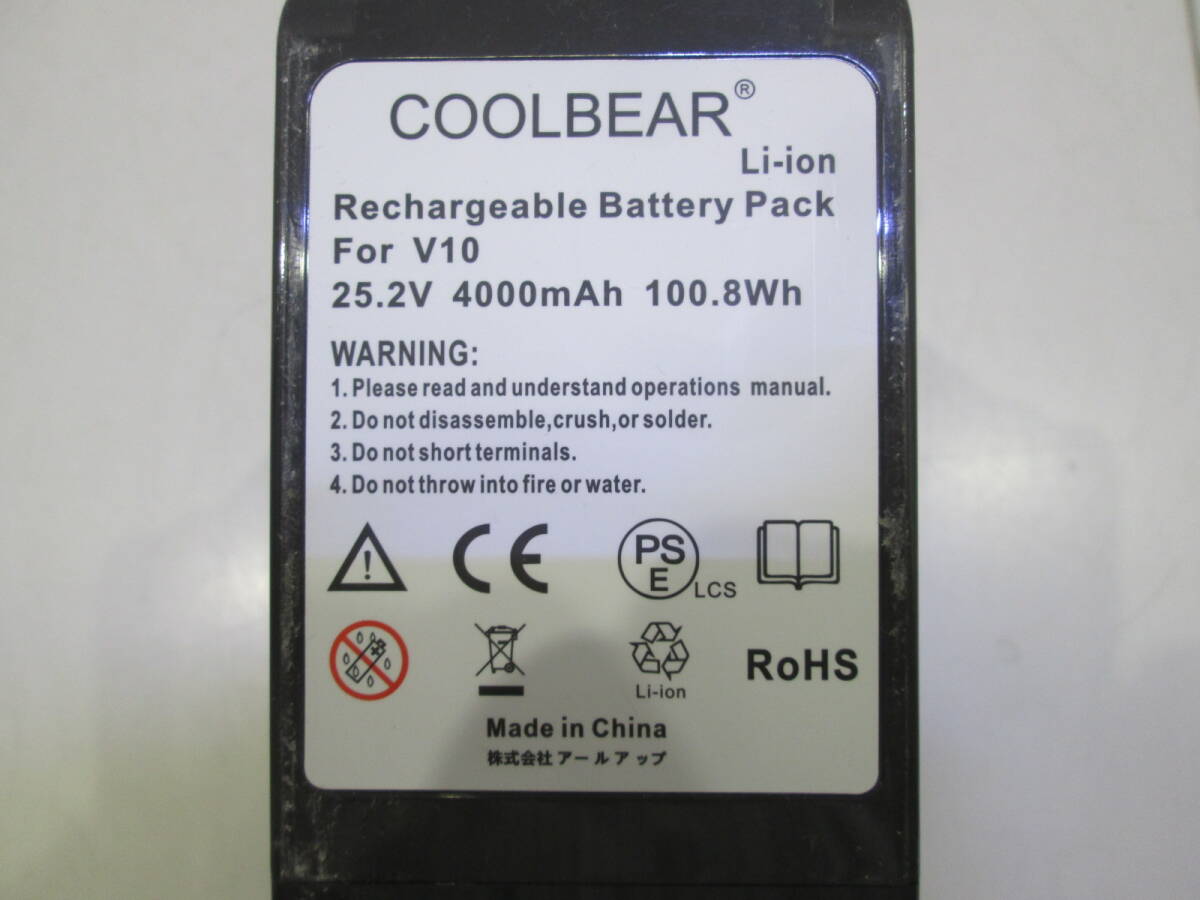 COOLBEAR®
Li-ion
Rechargeable Battery Pack
For V10
25.2V 4000mAh 100.8Wh
WARNING:
1. Please read and understand operations manual.
2. Do not disassemble,crush,or solder.
3. Do not short terminals.
4. Do not throw into fire or water.
CE
PS
E
LCS
Li-ion
RoHS
Made in China
株式会社アールアップ